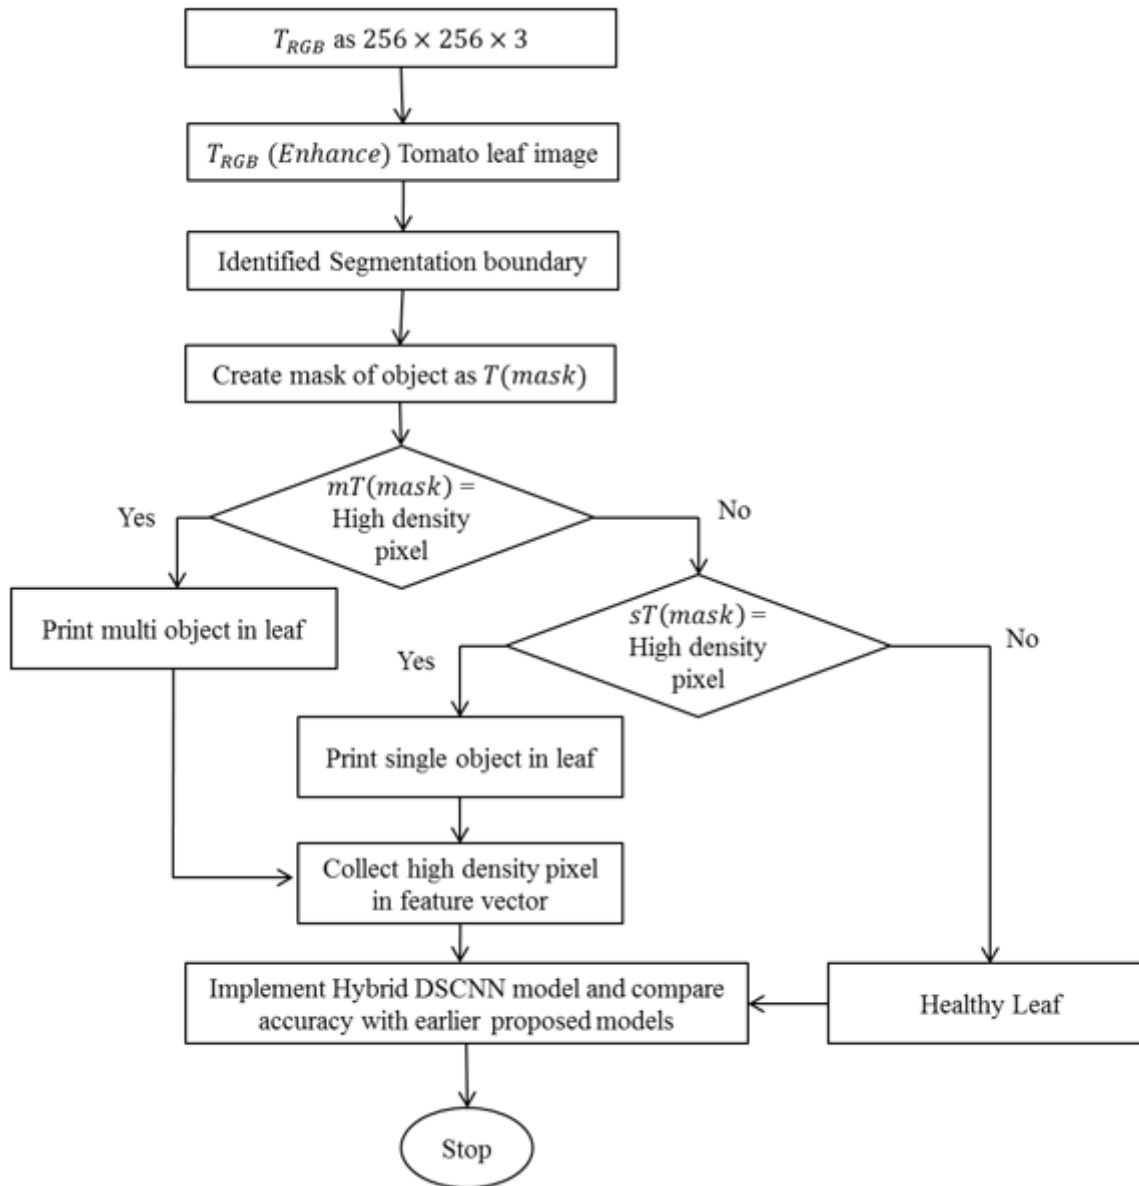 T_RGB as 256 × 256 × 3
T_RGB (Enhance) Tomato leaf image
Identified Segmentation boundary
Create mask of object as T(mask)
mT(mask) =
High density
pixel
Yes
No
Print multi object in leaf
sT(mask) =
High density
pixel
Yes
No
Print single object in leaf
Collect high density pixel
in feature vector
Implement Hybrid DSCNN model and compare
accuracy with earlier proposed models
Healthy Leaf
Stop